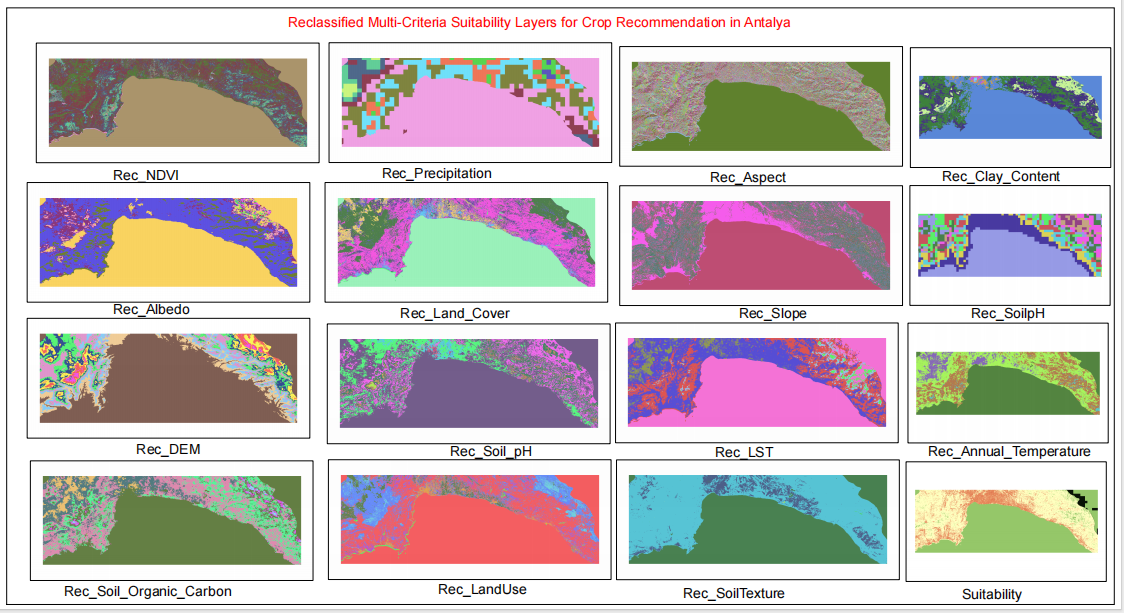 Reclassified Multi-Criteria Suitability Layers for Crop Recommendation in Antalya
Rec_NDVI
Rec_Precipitation
Rec_Aspect
Rec_Clay_Content
Rec_Albedo
Rec_Land_Cover
Rec_Slope
Rec_SoilpH
Rec_DEM
Rec_Soil_pH
Rec_LST
Rec_Annual_Temperature
Rec_Soil_Organic_Carbon
Rec_LandUse
Rec_SoilTexture
Suitability